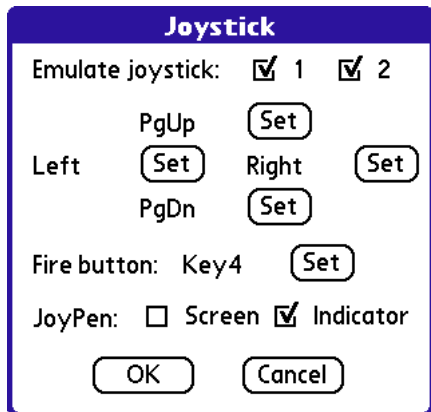 Joystick
Emulate joystick: 1 2
PgUp Set
Left Set Right Set
PgDn Set
Fire button: Key4 Set
JoyPen: Screen Indicator
OK Cancel